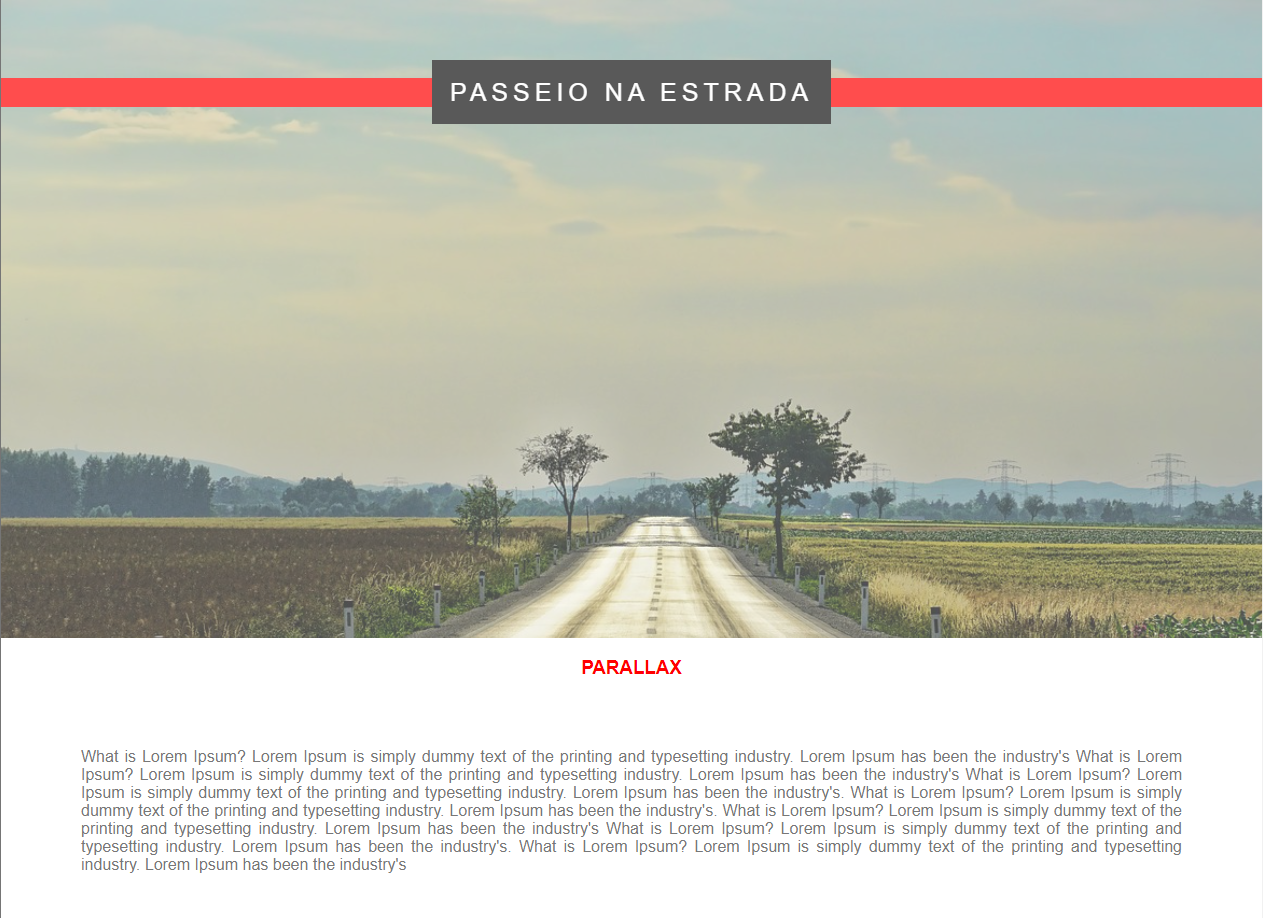 PASSEIO NA ESTRADA
PARALLAX
What is Lorem Ipsum? Lorem Ipsum is simply dummy text of the printing and typesetting industry. Lorem Ipsum has been the industry's What is Lorem
Ipsum? Lorem Ipsum is simply dummy text of the printing and typesetting industry. Lorem Ipsum has been the industry's What is Lorem Ipsum? Lorem
Ipsum is simply dummy text of the printing and typesetting industry. Lorem Ipsum has been the industry's. What is Lorem Ipsum? Lorem Ipsum is simply
dummy text of the printing and typesetting industry. Lorem Ipsum has been the industry's. What is Lorem Ipsum? Lorem Ipsum is simply dummy text of the
printing and typesetting industry. Lorem Ipsum has been the industry's What is Lorem Ipsum? Lorem Ipsum is simply dummy text of the printing and
typesetting industry. Lorem Ipsum has been the industry's. What is Lorem Ipsum? Lorem Ipsum is simply dummy text of the printing and typesetting
industry. Lorem Ipsum has been the industry's